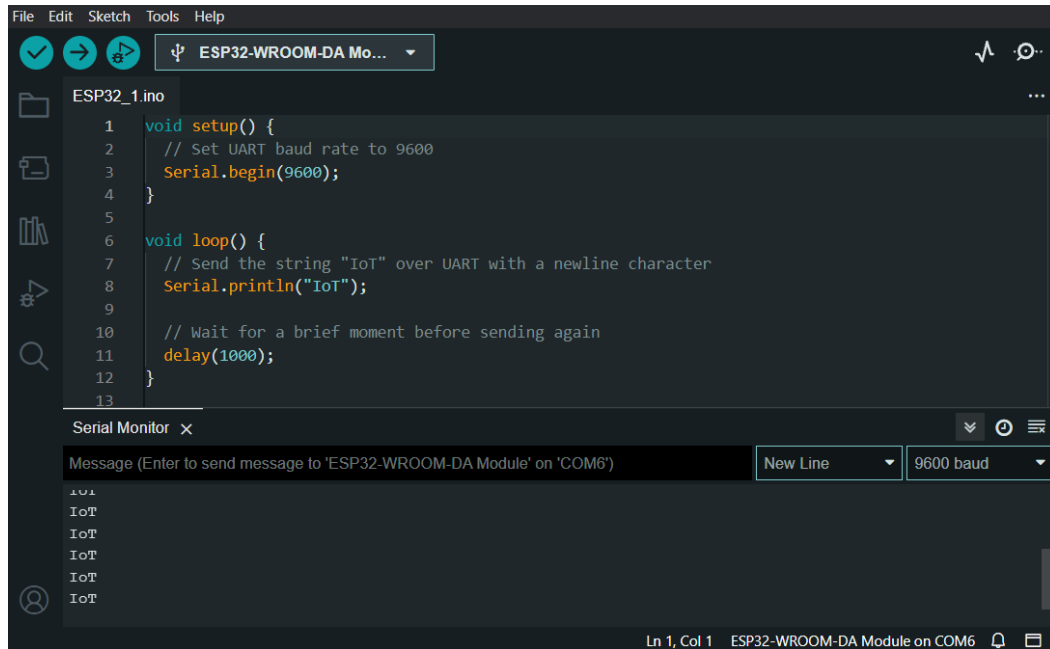 File Edit Sketch Tools Help
ESP32-WROOM-DA Mo...
ESP32_1.ino
1 void setup() {
2 // Set UART baud rate to 9600
3 Serial.begin(9600);
4 }
5
6 void loop() {
7 // Send the string "IoT" over UART with a newline character
8 Serial.println("IoT");
9
10 // Wait for a brief moment before sending again
11 delay(1000);
12 }
13
Serial Monitor
Message (Enter to send message to 'ESP32-WROOM-DA Module' on 'COM6')
New Line
9600 baud
IoT
IoT
IoT
IoT
IoT
IoT
Ln 1, Col 1 ESP32-WROOM-DA Module on COM6